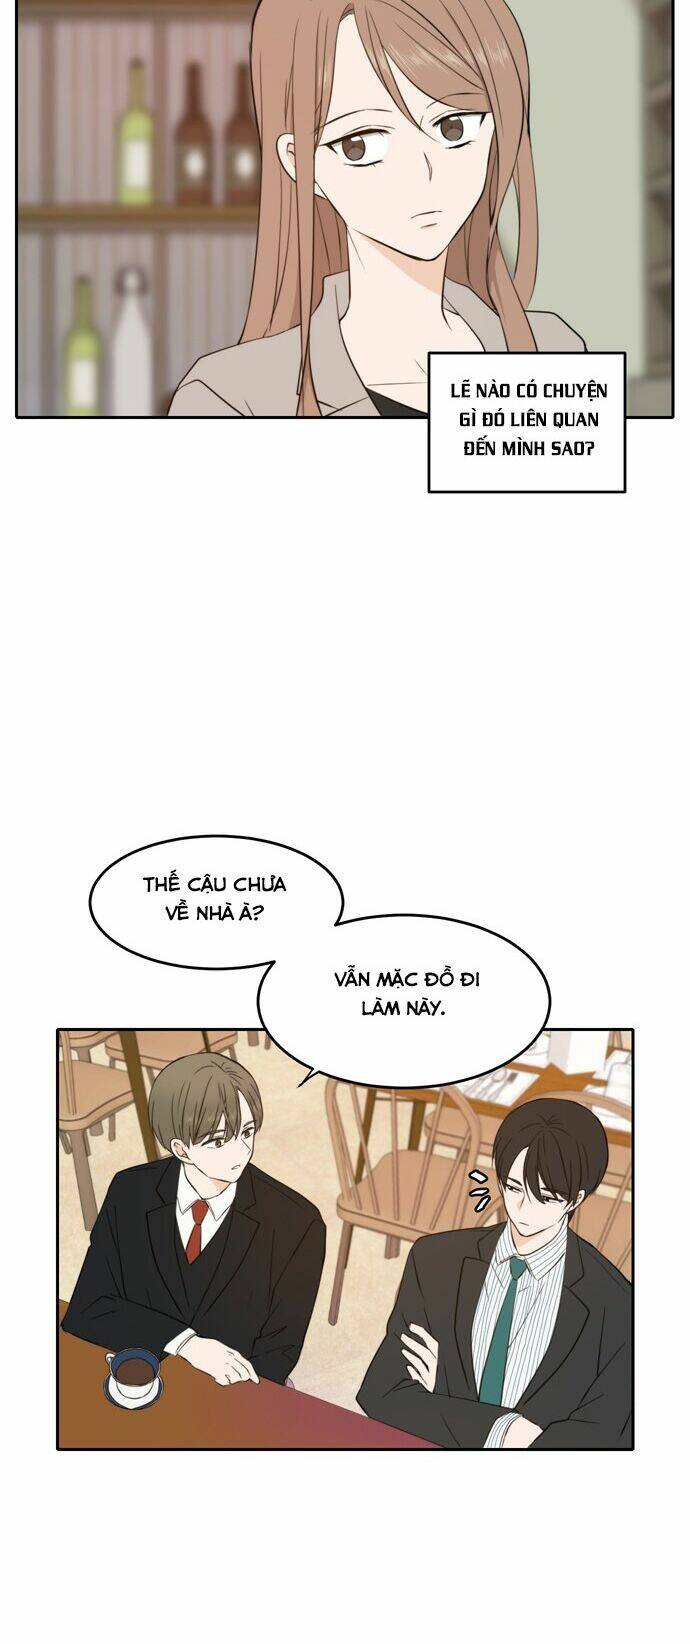 LẼ NÀO CÓ CHUYỆN
GÌ ĐÓ LIÊN QUAN
ĐẾN MÌNH SAO?
THẾ CẬU CHƯA
VỀ NHÀ À?
VẪN MẶC ĐỒ ĐI
LÀM NÀY.